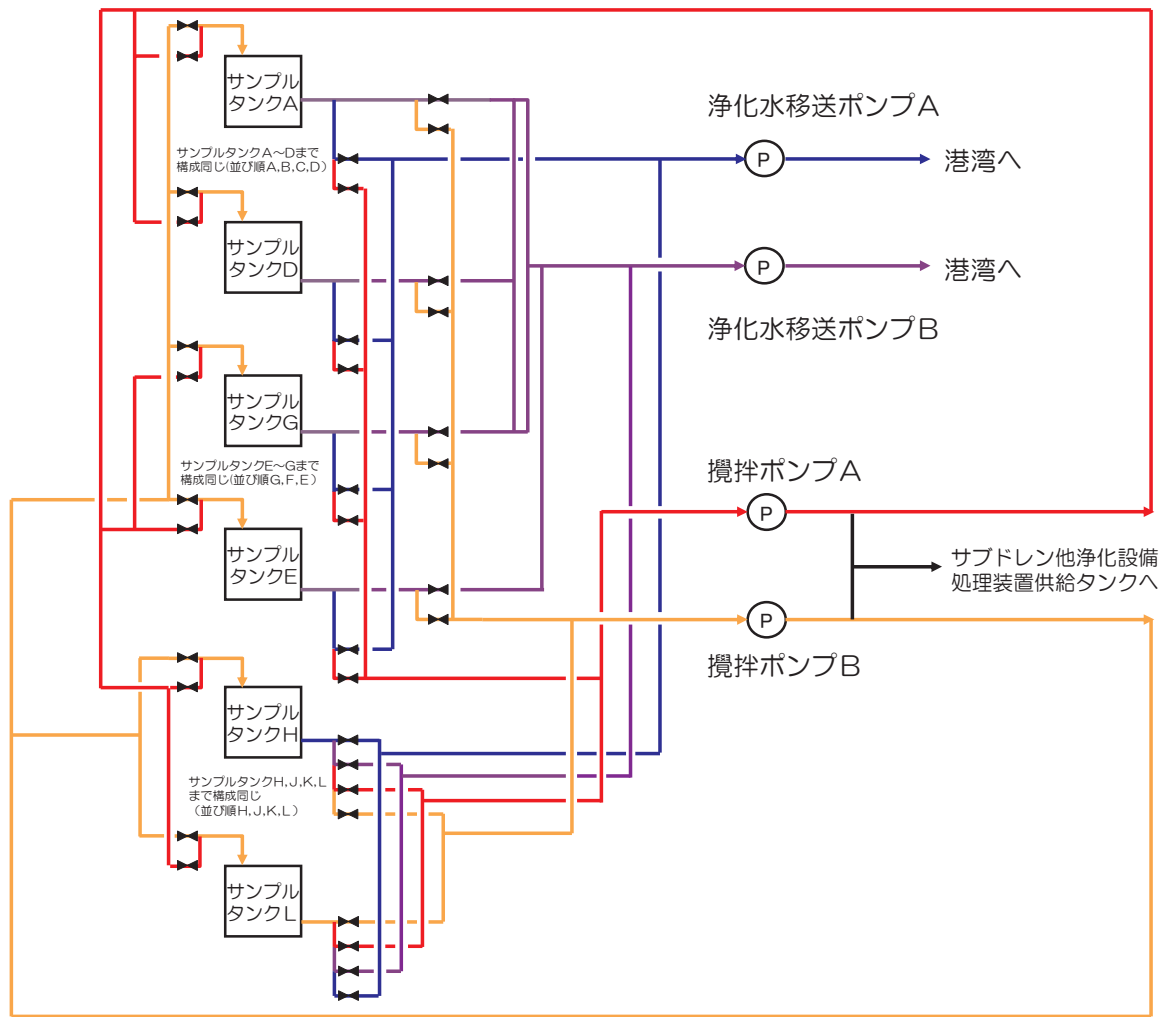 サンプル
タンクA
浄化水移送ポンプA
P
港湾へ
サンプルタンクA～Dまで
構成同じ(並び順A,B,C,D)
サンプル
タンクD
P
港湾へ
浄化水移送ポンプB
サンプル
タンクG
サンプルタンクE～Gまで
構成同じ(並び順G,F,E)
攪拌ポンプA
P
サンプル
タンクE
サブドレン他浄化設備
処理装置供給タンクへ
P
攪拌ポンプB
サンプル
タンクH
サンプルタンクH,J,K,L
まで構成同じ
（並び順H,J,K,L）
サンプル
タンクL